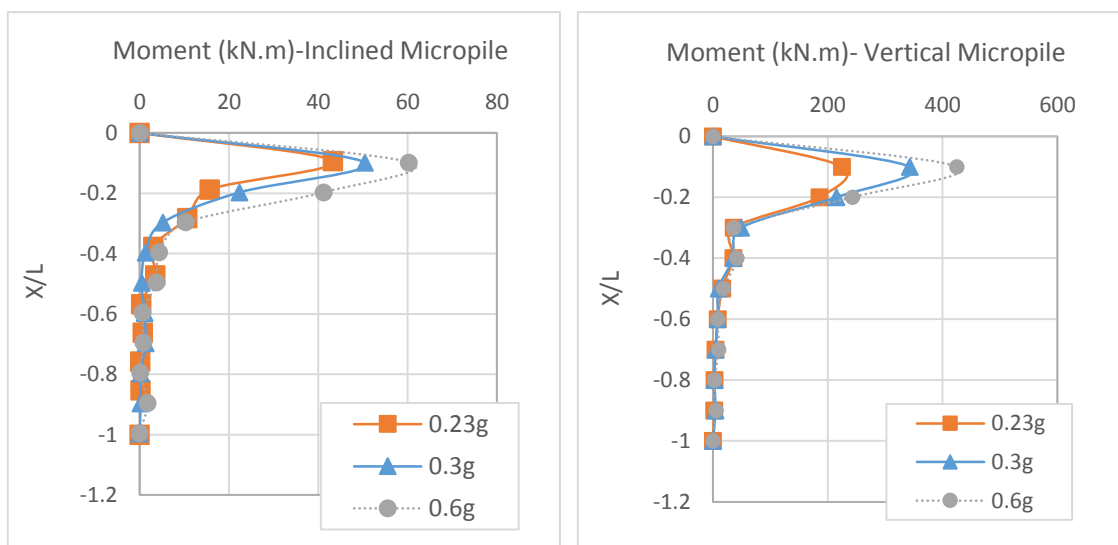 Moment (kN.m)-Inclined Micropile
0 20 40 60 80
0
-0.2
-0.4
-0.6
-0.8
-1
-1.2
X/L
0.23g
0.3g
0.6g
Moment (kN.m)- Vertical Micropile
0 200 400 600
0
-0.2
-0.4
-0.6
-0.8
-1
-1.2
X/L
0.23g
0.3g
0.6g